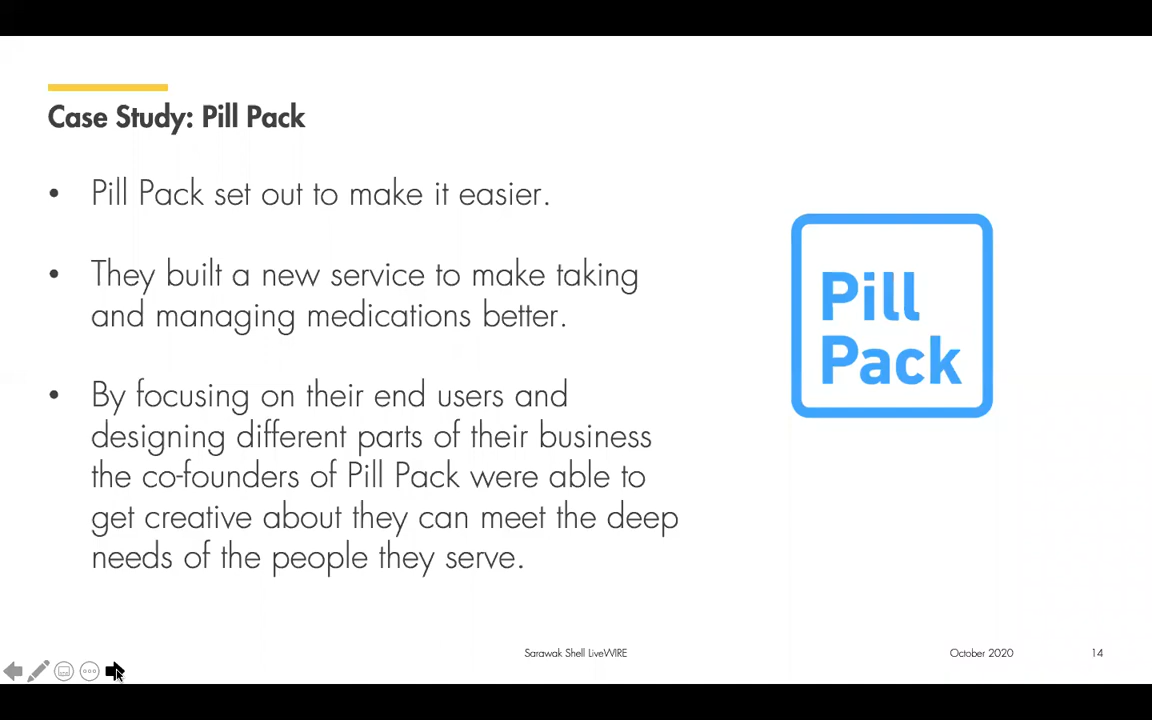 Case Study: Pill Pack
• Pill Pack set out to make it easier.
• They built a new service to make taking
and managing medications better.
• By focusing on their end users and
designing different parts of their business
the co-founders of Pill Pack were able to
get creative about they can meet the deep
needs of the people they serve.
Pill
Pack
Sarawak Shell LiveWIRE
October 2020
14